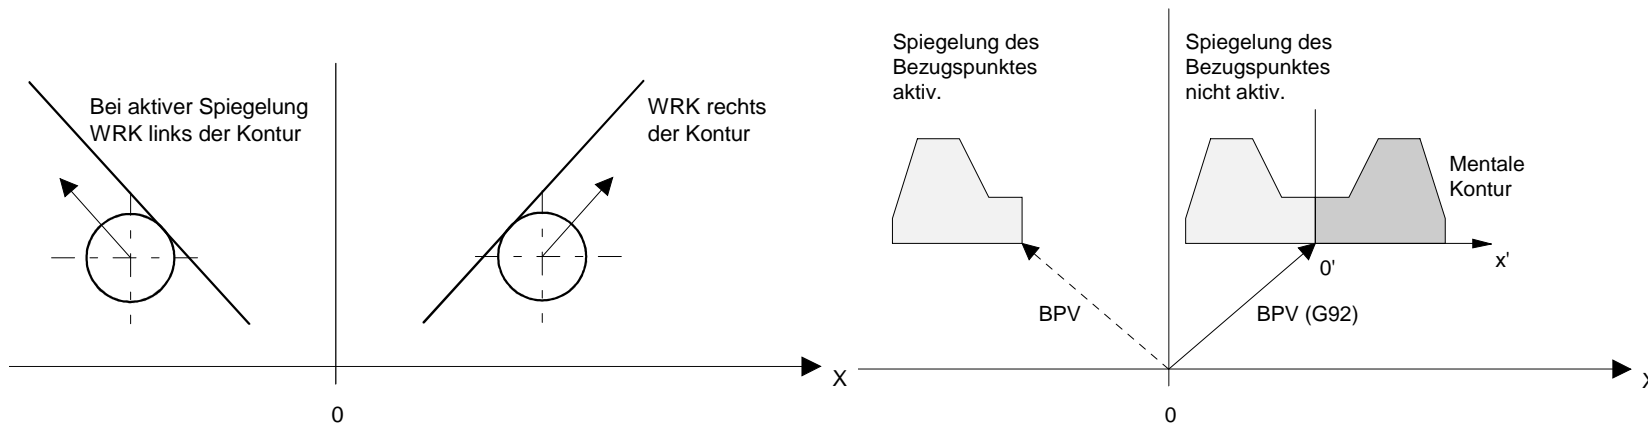 Bei aktiver Spiegelung
WRK links der Kontur
WRK rechts
der Kontur
X
0
Spiegelung des
Bezugspunktes
aktiv.
Spiegelung des
Bezugspunktes
nicht aktiv.
Mentale
Kontur
x'
0'
BPV
BPV (G92)
X
0